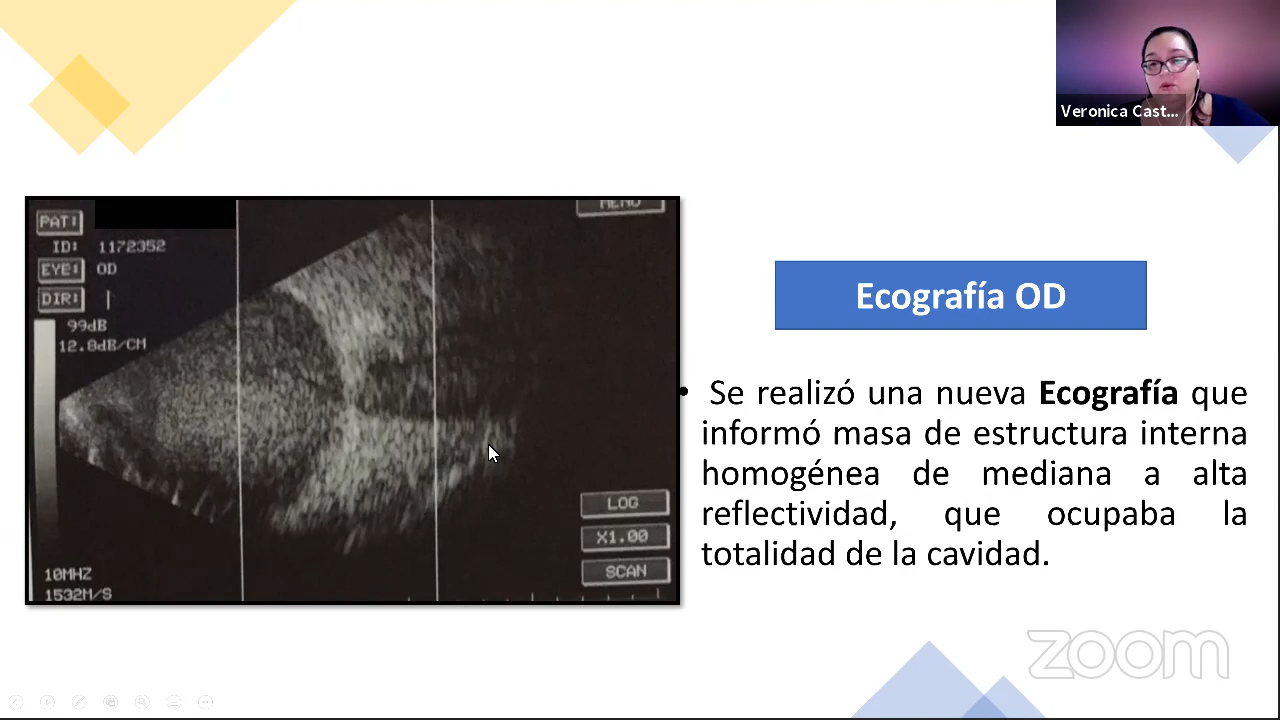 Veronica Cast...
PAT:
ID: 1172352
EYE: OD
DIR:
99dB
12.8dB/CM
MENU
LOG
X1.00
SCAN
10MHZ
1532M/S
Ecografía OD
• Se realizó una nueva Ecografía que
informó masa de estructura interna
homogénea de mediana a alta
reflectividad, que ocupaba la
totalidad de la cavidad.
zoom